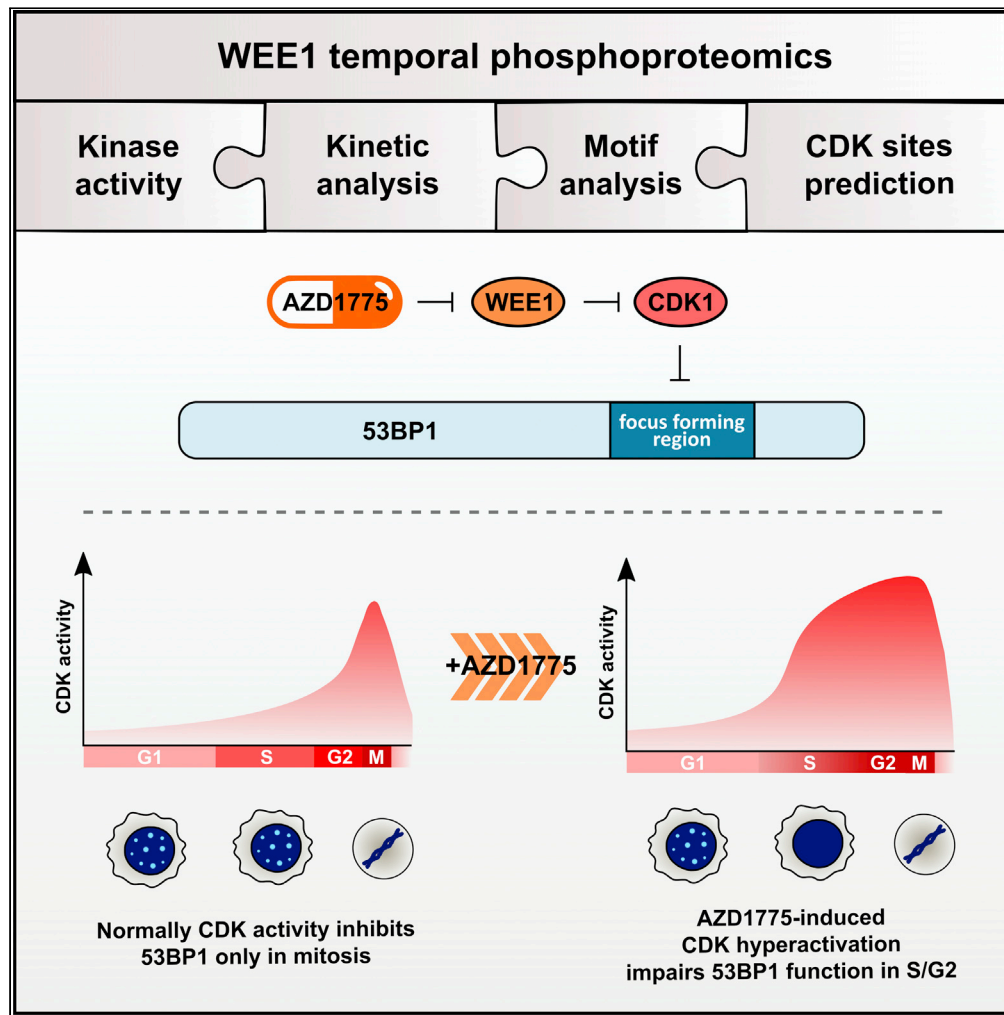 WEE1 temporal phosphoproteomics
Kinase
activity
Kinetic
analysis
Motif
analysis
CDK sites
prediction
AZD1775
WEE1
CDK1
53BP1
focus forming
region
CDK activity
G1
S
G2
M
+AZD1775
CDK activity
G1
S
G2
M
Normally CDK activity inhibits
53BP1 only in mitosis
AZD1775-induced
CDK hyperactivation
impairs 53BP1 function in S/G2